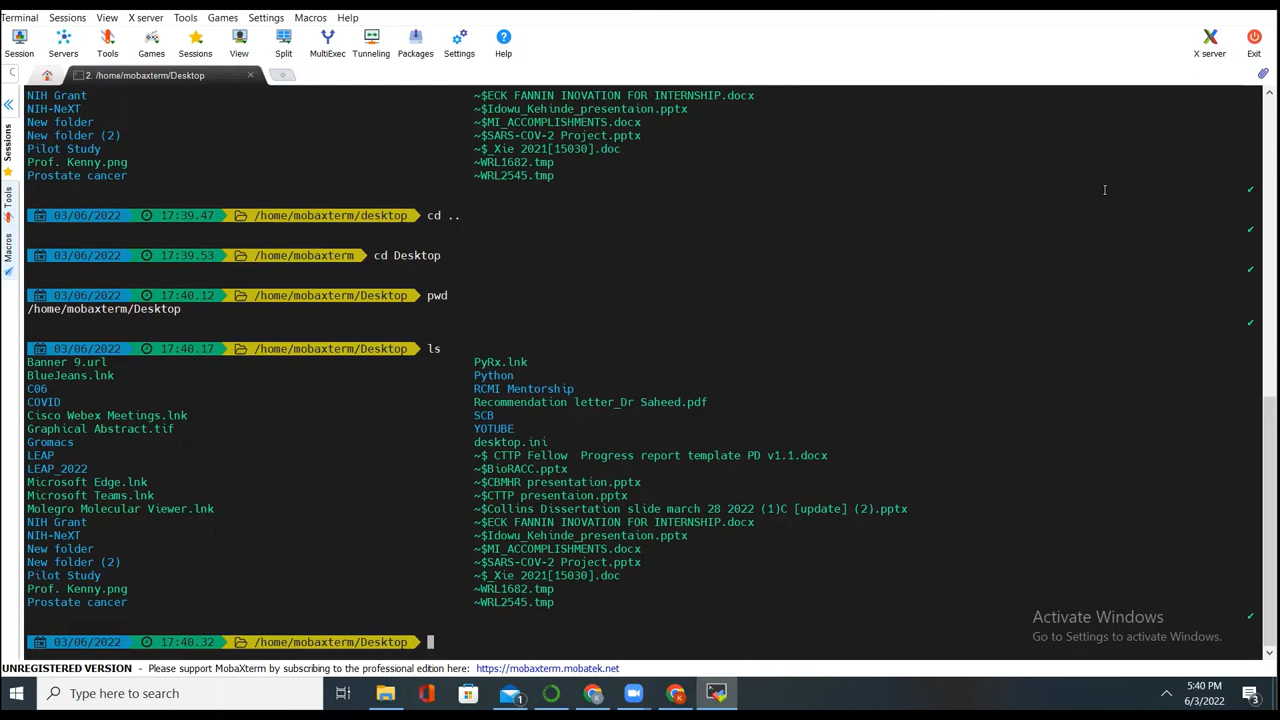 Terminal Sessions View X server Tools Games Settings Macros Help
Session Servers Tools Games Sessions View Split MultiExec Tunneling Packages Settings Help X server Exit
2. /home/mobaxterm/Desktop
Sessions
Tools
Macros
NIH Grant ~$ECK FANNIN INOVATION FOR INTERNSHIP.docx
NIH-NeXT ~$Idowu_Kehinde_presentaion.pptx
New folder ~$MI_ACCOMPLISHMENTS.docx
New folder (2) ~$SARS-COV-2 Project.pptx
Pilot Study ~$_Xie 2021[15030].doc
Prof. Kenny.png ~WRL1682.tmp
Prostate cancer ~WRL2545.tmp
03/06/2022 17:39.47 /home/mobaxterm/desktop cd ..
03/06/2022 17:39.53 /home/mobaxterm cd Desktop
03/06/2022 17:40.12 /home/mobaxterm/Desktop pwd
/home/mobaxterm/Desktop
03/06/2022 17:40.17 /home/mobaxterm/Desktop ls
Banner 9.url PyRx.lnk
BlueJeans.lnk Python
C06 RCMI Mentorship
COVID Recommendation letter_Dr Saheed.pdf
Cisco Webex Meetings.lnk SCB
Graphical Abstract.tif YOTUBE
Gromacs desktop.ini
LEAP ~$ CTTP Fellow  Progress report template PD v1.1.docx
LEAP_2022 ~$BioRACC.pptx
Microsoft Edge.lnk ~$CBMHR presentation.pptx
Microsoft Teams.lnk ~$CTTP presentaion.pptx
Molegro Molecular Viewer.lnk ~$Collins Dissertation slide march 28 2022 (1)C [update] (2).pptx
NIH Grant ~$ECK FANNIN INOVATION FOR INTERNSHIP.docx
NIH-NeXT ~$Idowu_Kehinde_presentaion.pptx
New folder ~$MI_ACCOMPLISHMENTS.docx
New folder (2) ~$SARS-COV-2 Project.pptx
Pilot Study ~$_Xie 2021[15030].doc
Prof. Kenny.png ~WRL1682.tmp
Prostate cancer ~WRL2545.tmp
Activate Windows
Go to Settings to activate Windows.
03/06/2022 17:40.32 /home/mobaxterm/Desktop
UNREGISTERED VERSION - Please support MobaXterm by subscribing to the professional edition here: https://mobaxterm.mobatek.net
Type here to search 1 5:40 PM
6/3/2022 3